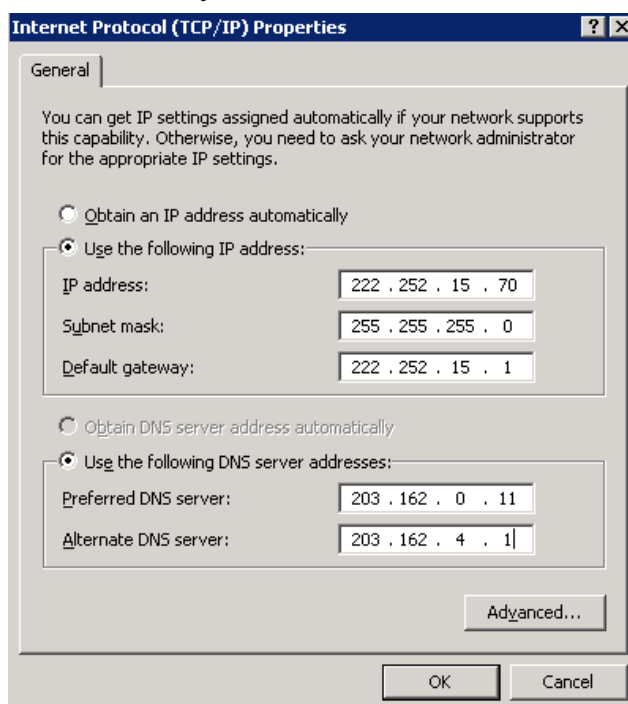 Internet Protocol (TCP/IP) Properties
General
You can get IP settings assigned automatically if your network supports
this capability. Otherwise, you need to ask your network administrator
for the appropriate IP settings.
Obtain an IP address automatically
Use the following IP address:
IP address: 222 . 252 . 15 . 70
Subnet mask: 255 . 255 . 255 . 0
Default gateway: 222 . 252 . 15 . 1
Obtain DNS server address automatically
Use the following DNS server addresses:
Preferred DNS server: 203 . 162 . 0 . 11
Alternate DNS server: 203 . 162 . 4 . 1
Advanced...
OK Cancel